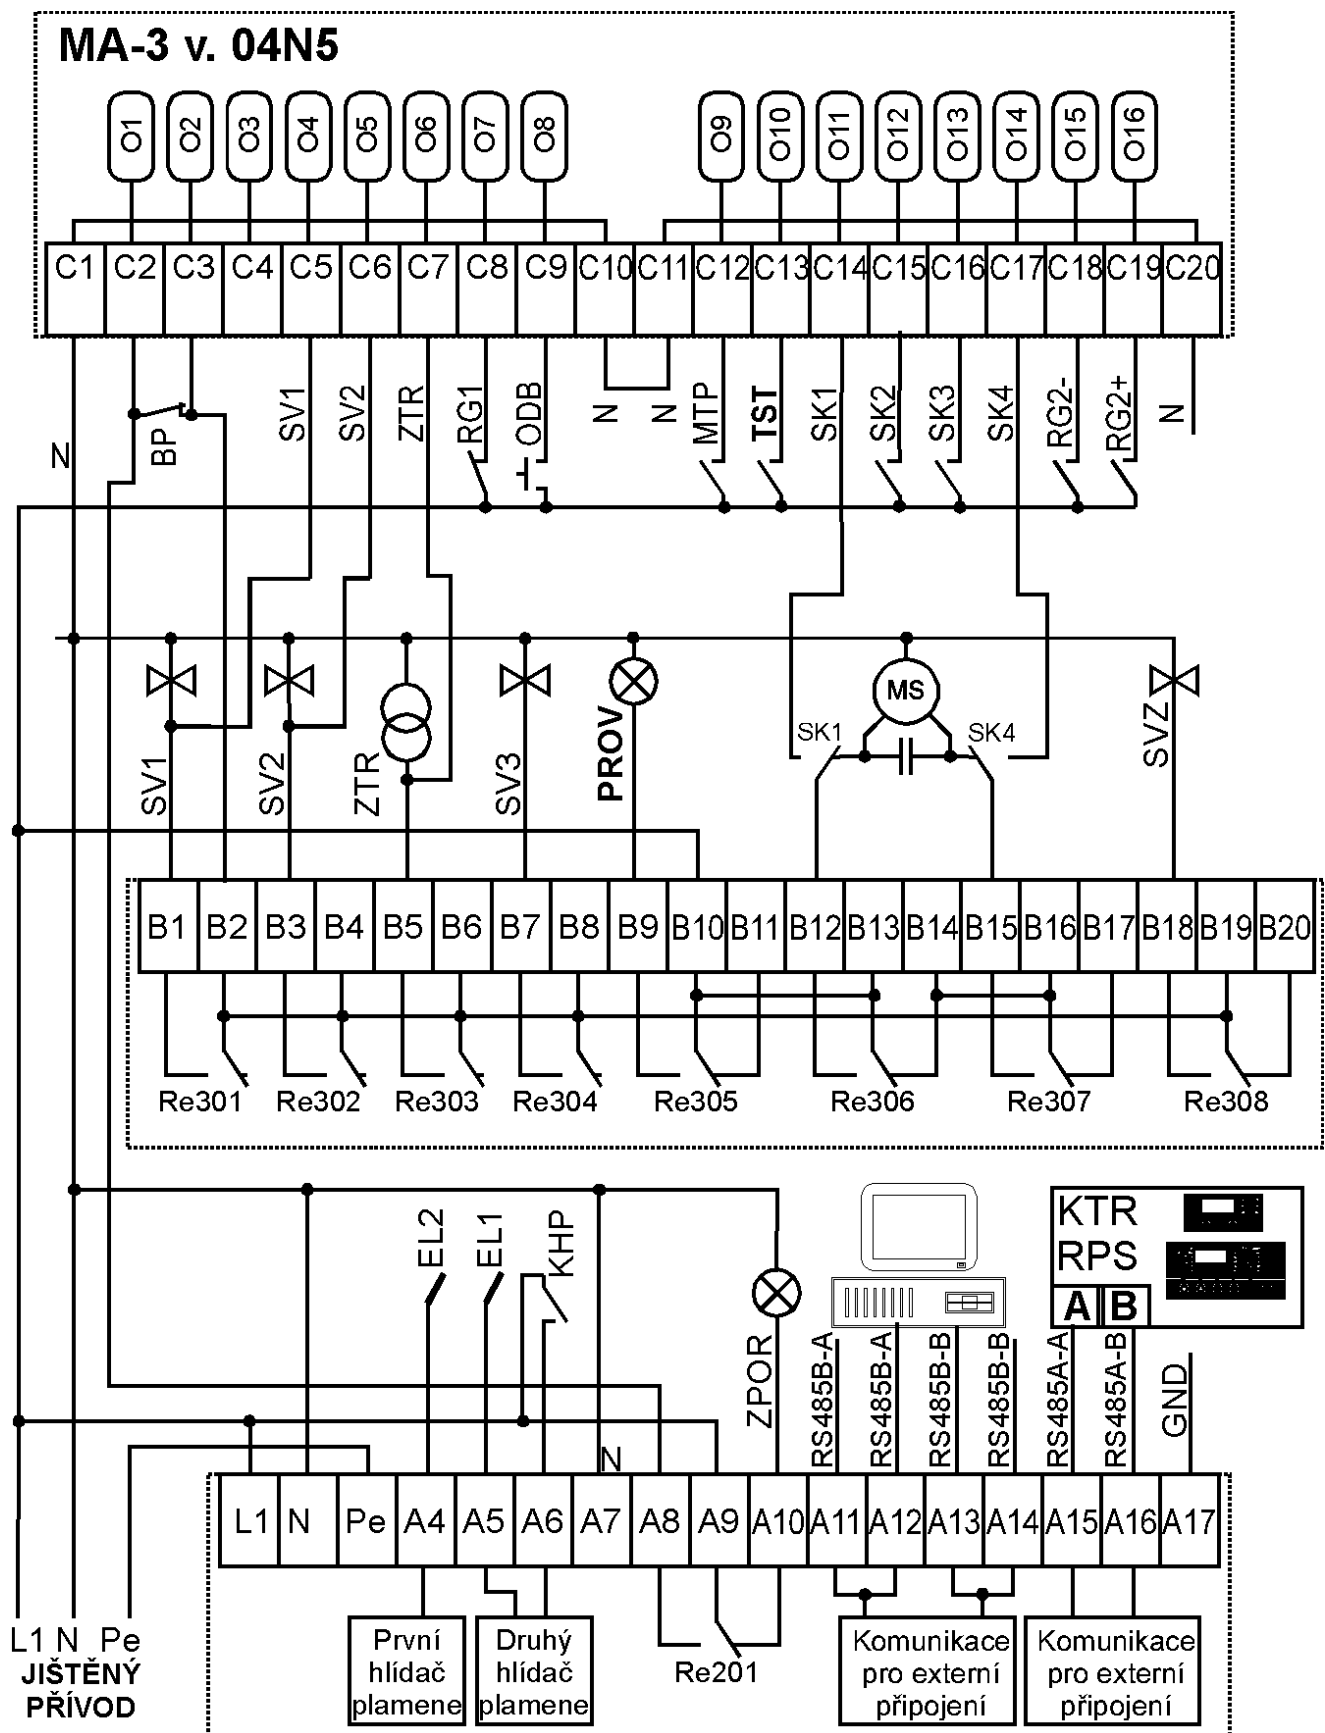 MA-3 v. 04N5
O1 O2 O3 O4 O5 O6 O7 O8 O9 O10 O11 O12 O13 O14 O15 O16
C1 C2 C3 C4 C5 C6 C7 C8 C9 C10 C11 C12 C13 C14 C15 C16 C17 C18 C19 C20
N BP SV1 SV2 ZTR RG1 ODB N N MTP TST SK1 SK2 SK3 SK4 RG2- RG2+ N
MS
SK1 SK4
SV1 SV2 ZTR SV3 PROV SVZ
B1 B2 B3 B4 B5 B6 B7 B8 B9 B10 B11 B12 B13 B14 B15 B16 B17 B18 B19 B20
Re301 Re302 Re303 Re304 Re305 Re306 Re307 Re308
KTR
RPS
A B
EL2 EL1 KHP
ZPOR RS485B-A RS485B-A RS485B-B RS485B-B RS485A-A RS485A-B GND
N
L1 N Pe A4 A5 A6 A7 A8 A9 A10 A11 A12 A13 A14 A15 A16 A17
L1 N Pe
JIŠTĚNÝ
PŘÍVOD
První
hlídač
plamene
Druhý
hlídač
plamene
Re201
Komunikace
pro externí
připojení
Komunikace
pro externí
připojení